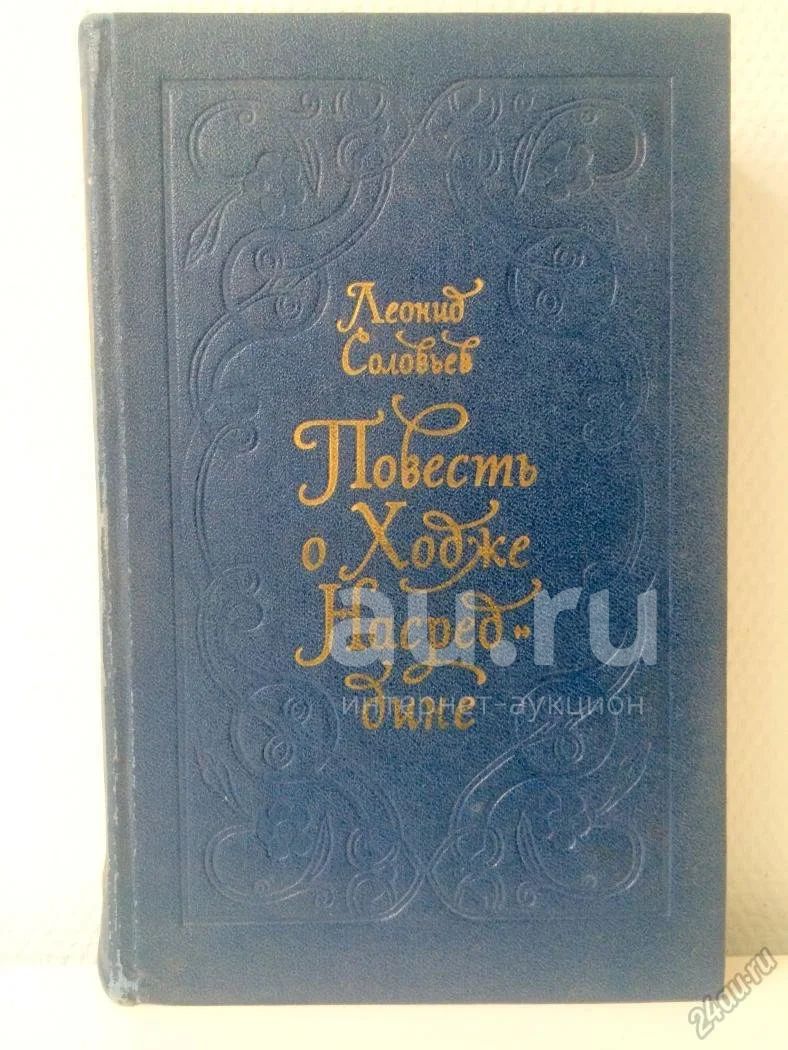 Леонид
Соловьев
Повесть
о Ходже
Насред-
дине
au.ru
интернет-аукцион
24au.ru